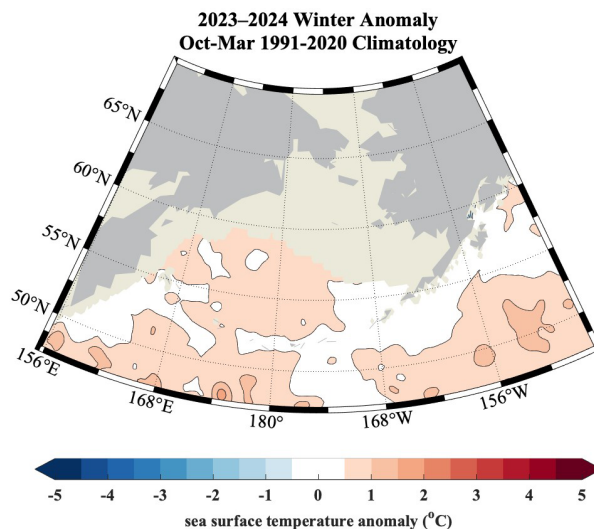 2023–2024 Winter Anomaly
Oct-Mar 1991-2020 Climatology
65°N
60°N
55°N
50°N
156°E
168°E
180°
168°W
156°W
-5 -4 -3 -2 -1 0 1 2 3 4 5
sea surface temperature anomaly (°C)